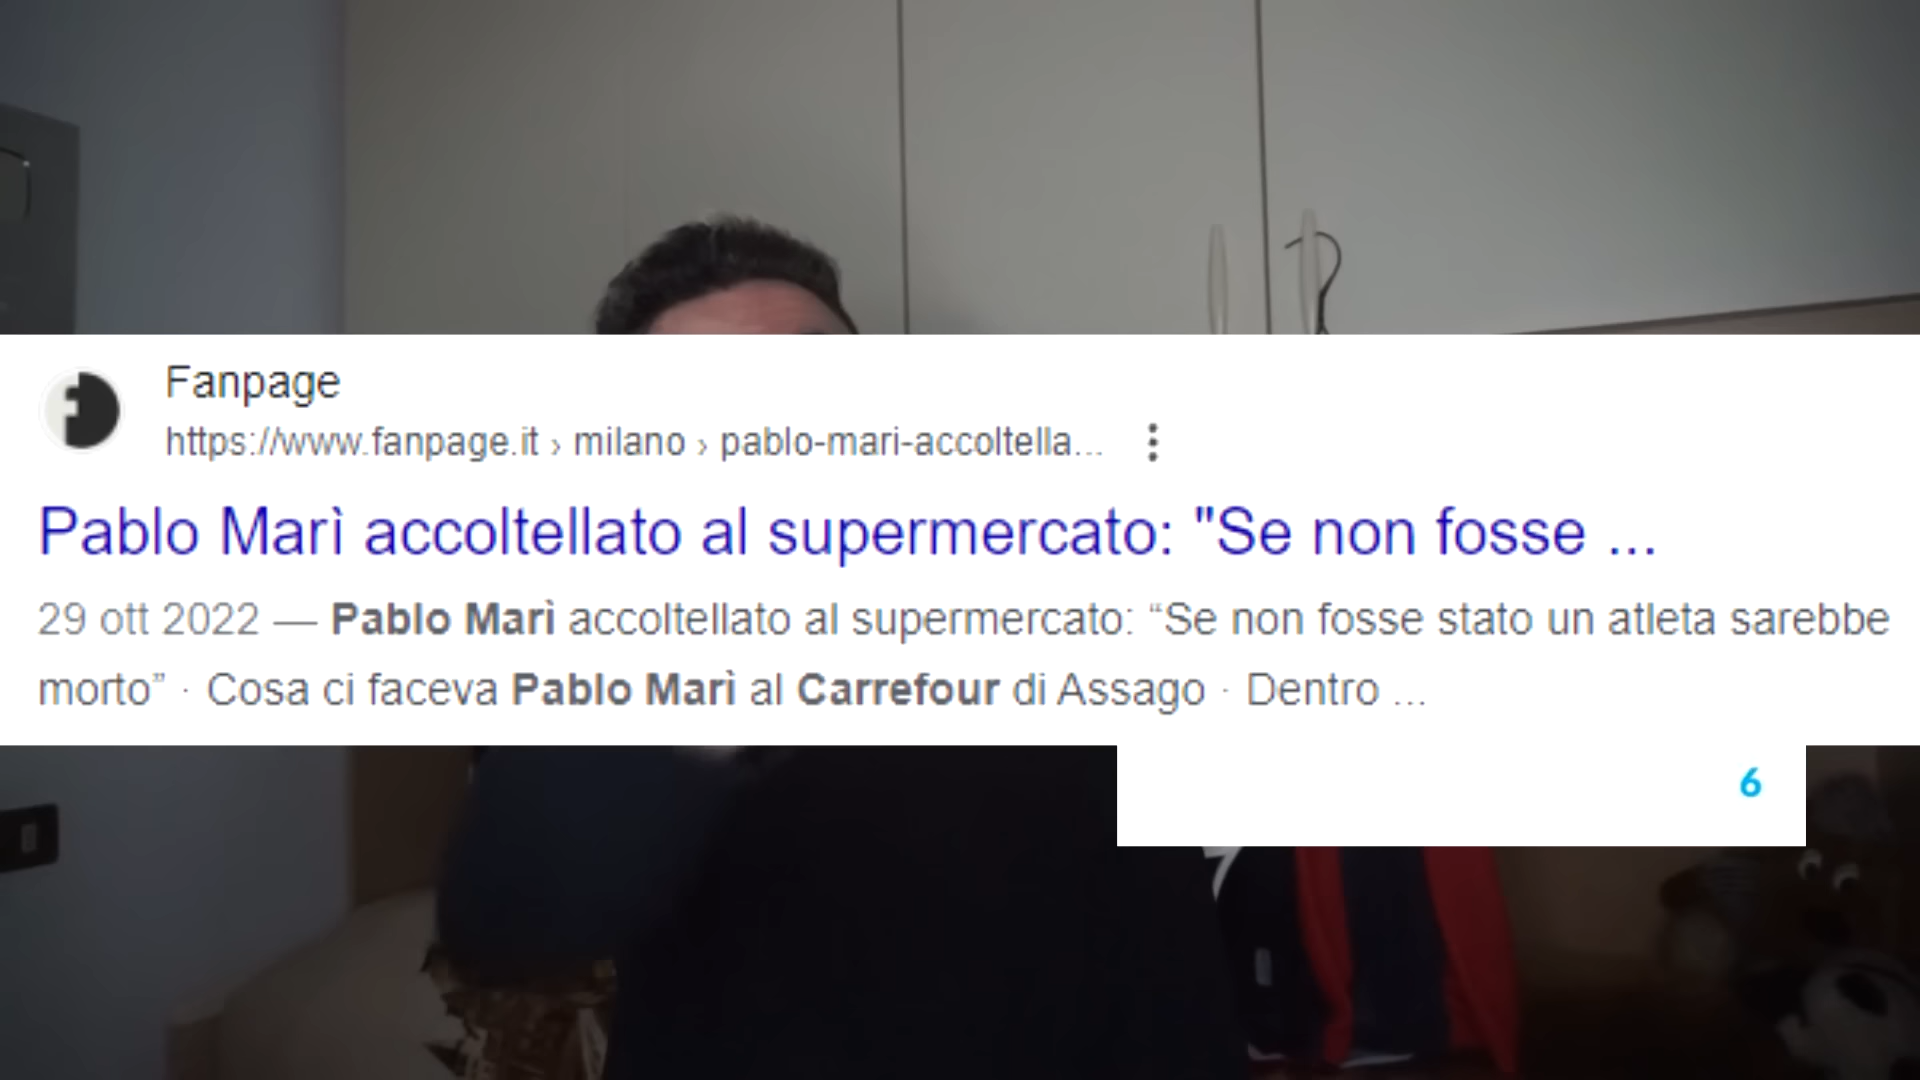 Fanpage
https://www.fanpage.it › milano › pablo-mari-accoltella...
Pablo Marì accoltellato al supermercato: "Se non fosse ...
29 ott 2022 — Pablo Marì accoltellato al supermercato: “Se non fosse stato un atleta sarebbe
morto” · Cosa ci faceva Pablo Marì al Carrefour di Assago · Dentro ...
6